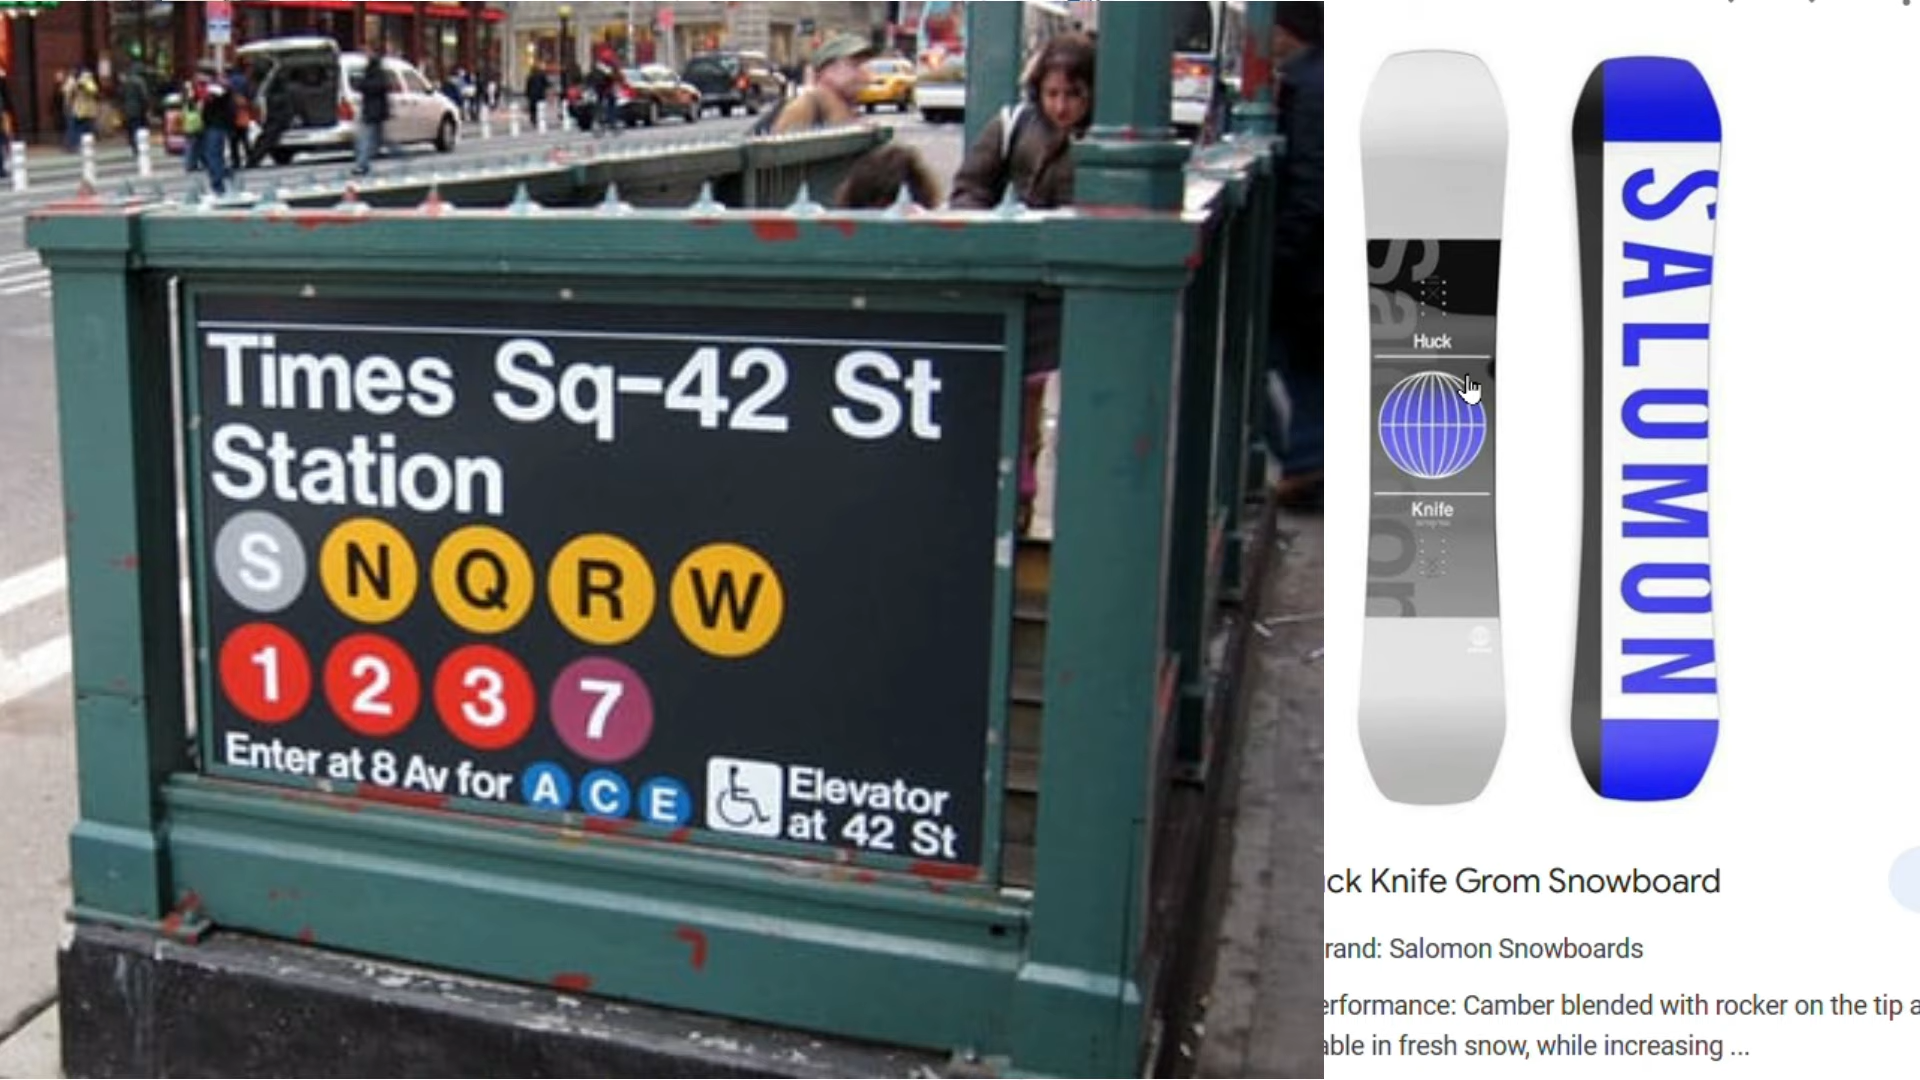 Times Sq-42 St
Station
S N Q R W
1 2 3 7
Enter at 8 Av for A C E
Elevator
at 42 St
Salomon
Huck
Knife
SALOMON
ck Knife Grom Snowboard
rand: Salomon Snowboards
erformance: Camber blended with rocker on the tip a
able in fresh snow, while increasing ...